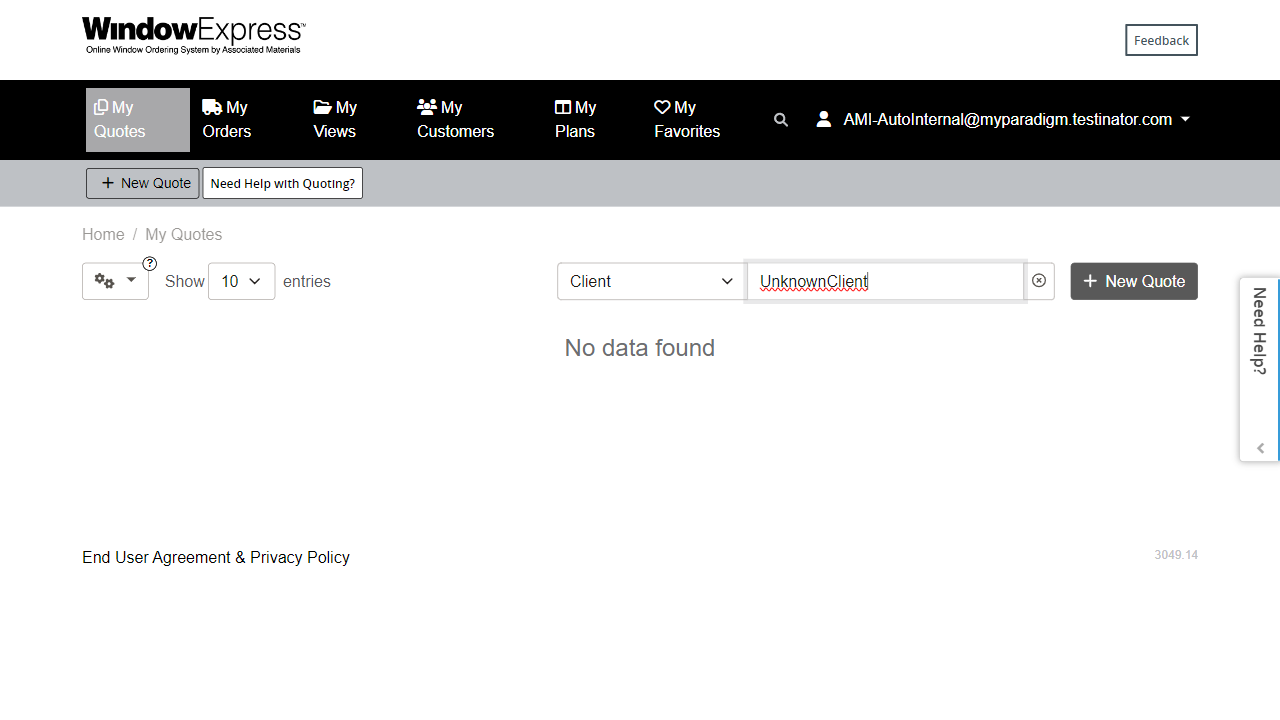 WindowExpress™
Online Window Ordering System by Associated Materials
Feedback
My Quotes
My Orders
My Views
My Customers
My Plans
My Favorites
AMI-AutoInternal@myparadigm.testinator.com
New Quote
Need Help with Quoting?
Home / My Quotes
?
Show 10 entries
Client
UnknownClient
New Quote
No data found
Need Help?
End User Agreement & Privacy Policy
3049.14